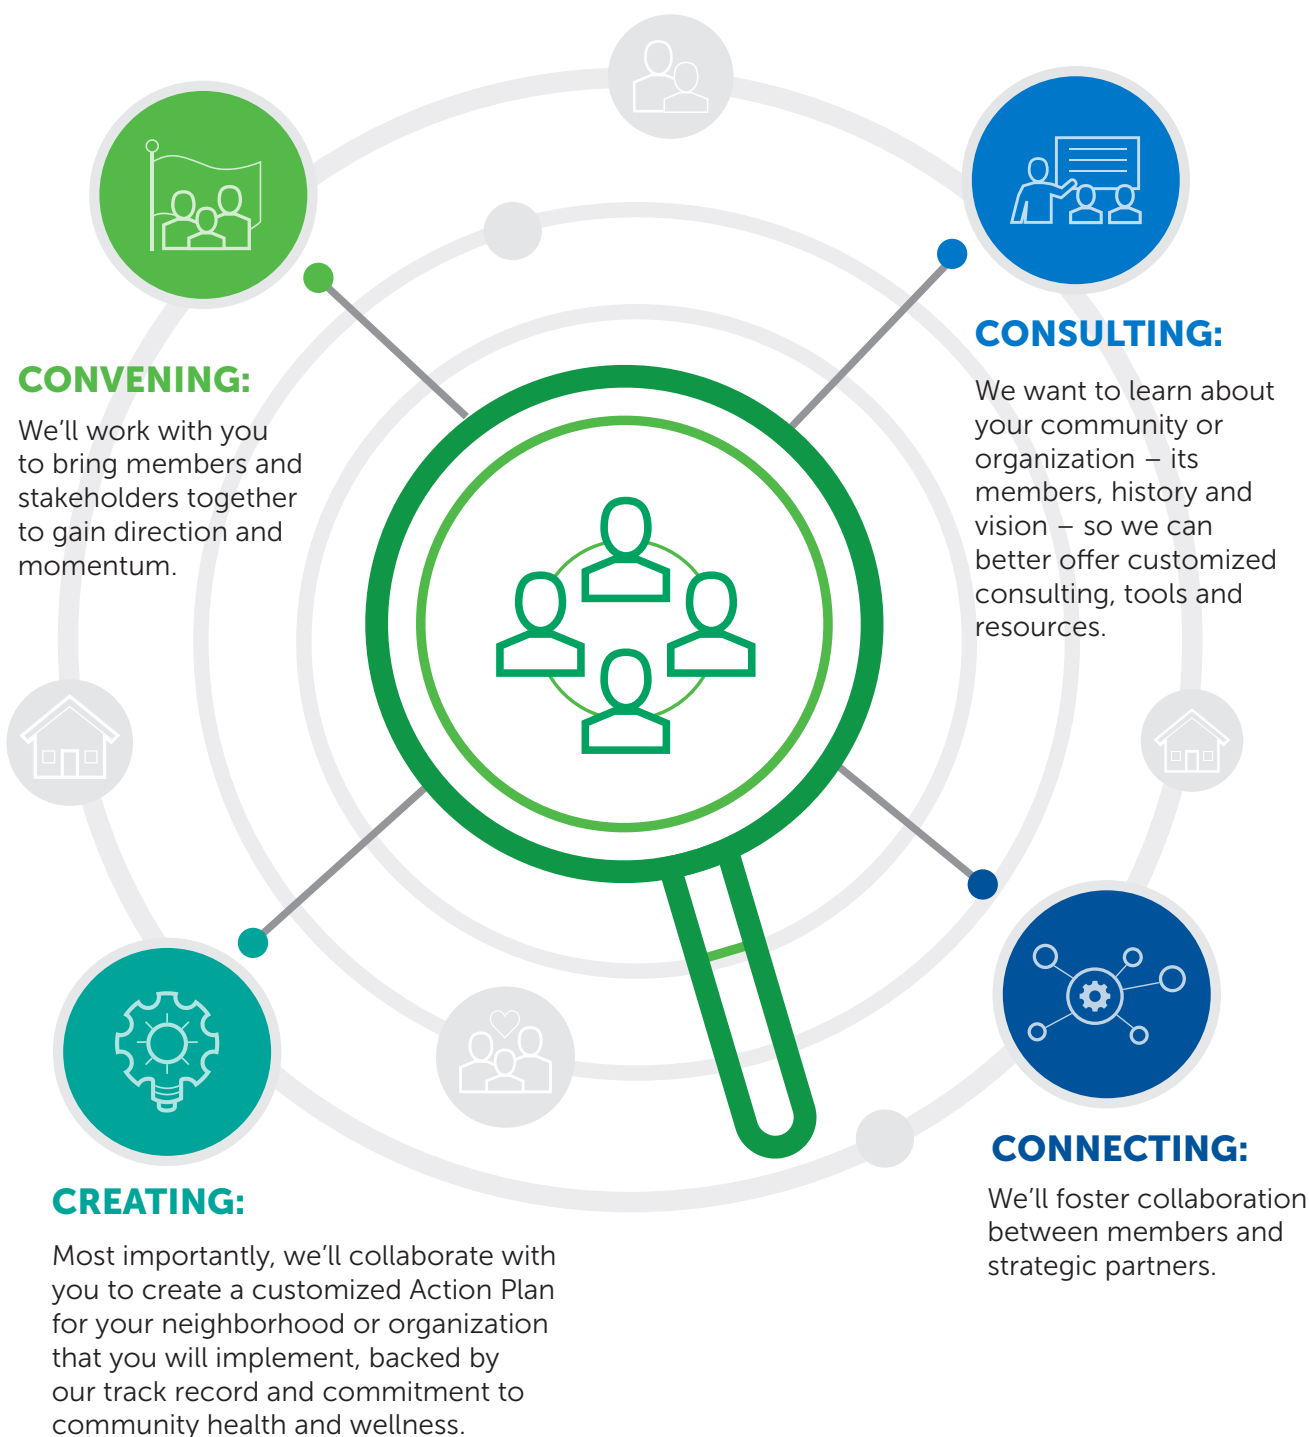 CONVENING:
We’ll work with you
to bring members and
stakeholders together
to gain direction and
momentum.
CONSULTING:
We want to learn about
your community or
organization – its
members, history and
vision – so we can
better offer customized
consulting, tools and
resources.
CREATING:
Most importantly, we’ll collaborate with
you to create a customized Action Plan
for your neighborhood or organization
that you will implement, backed by
our track record and commitment to
community health and wellness.
CONNECTING:
We’ll foster collaboration
between members and
strategic partners.